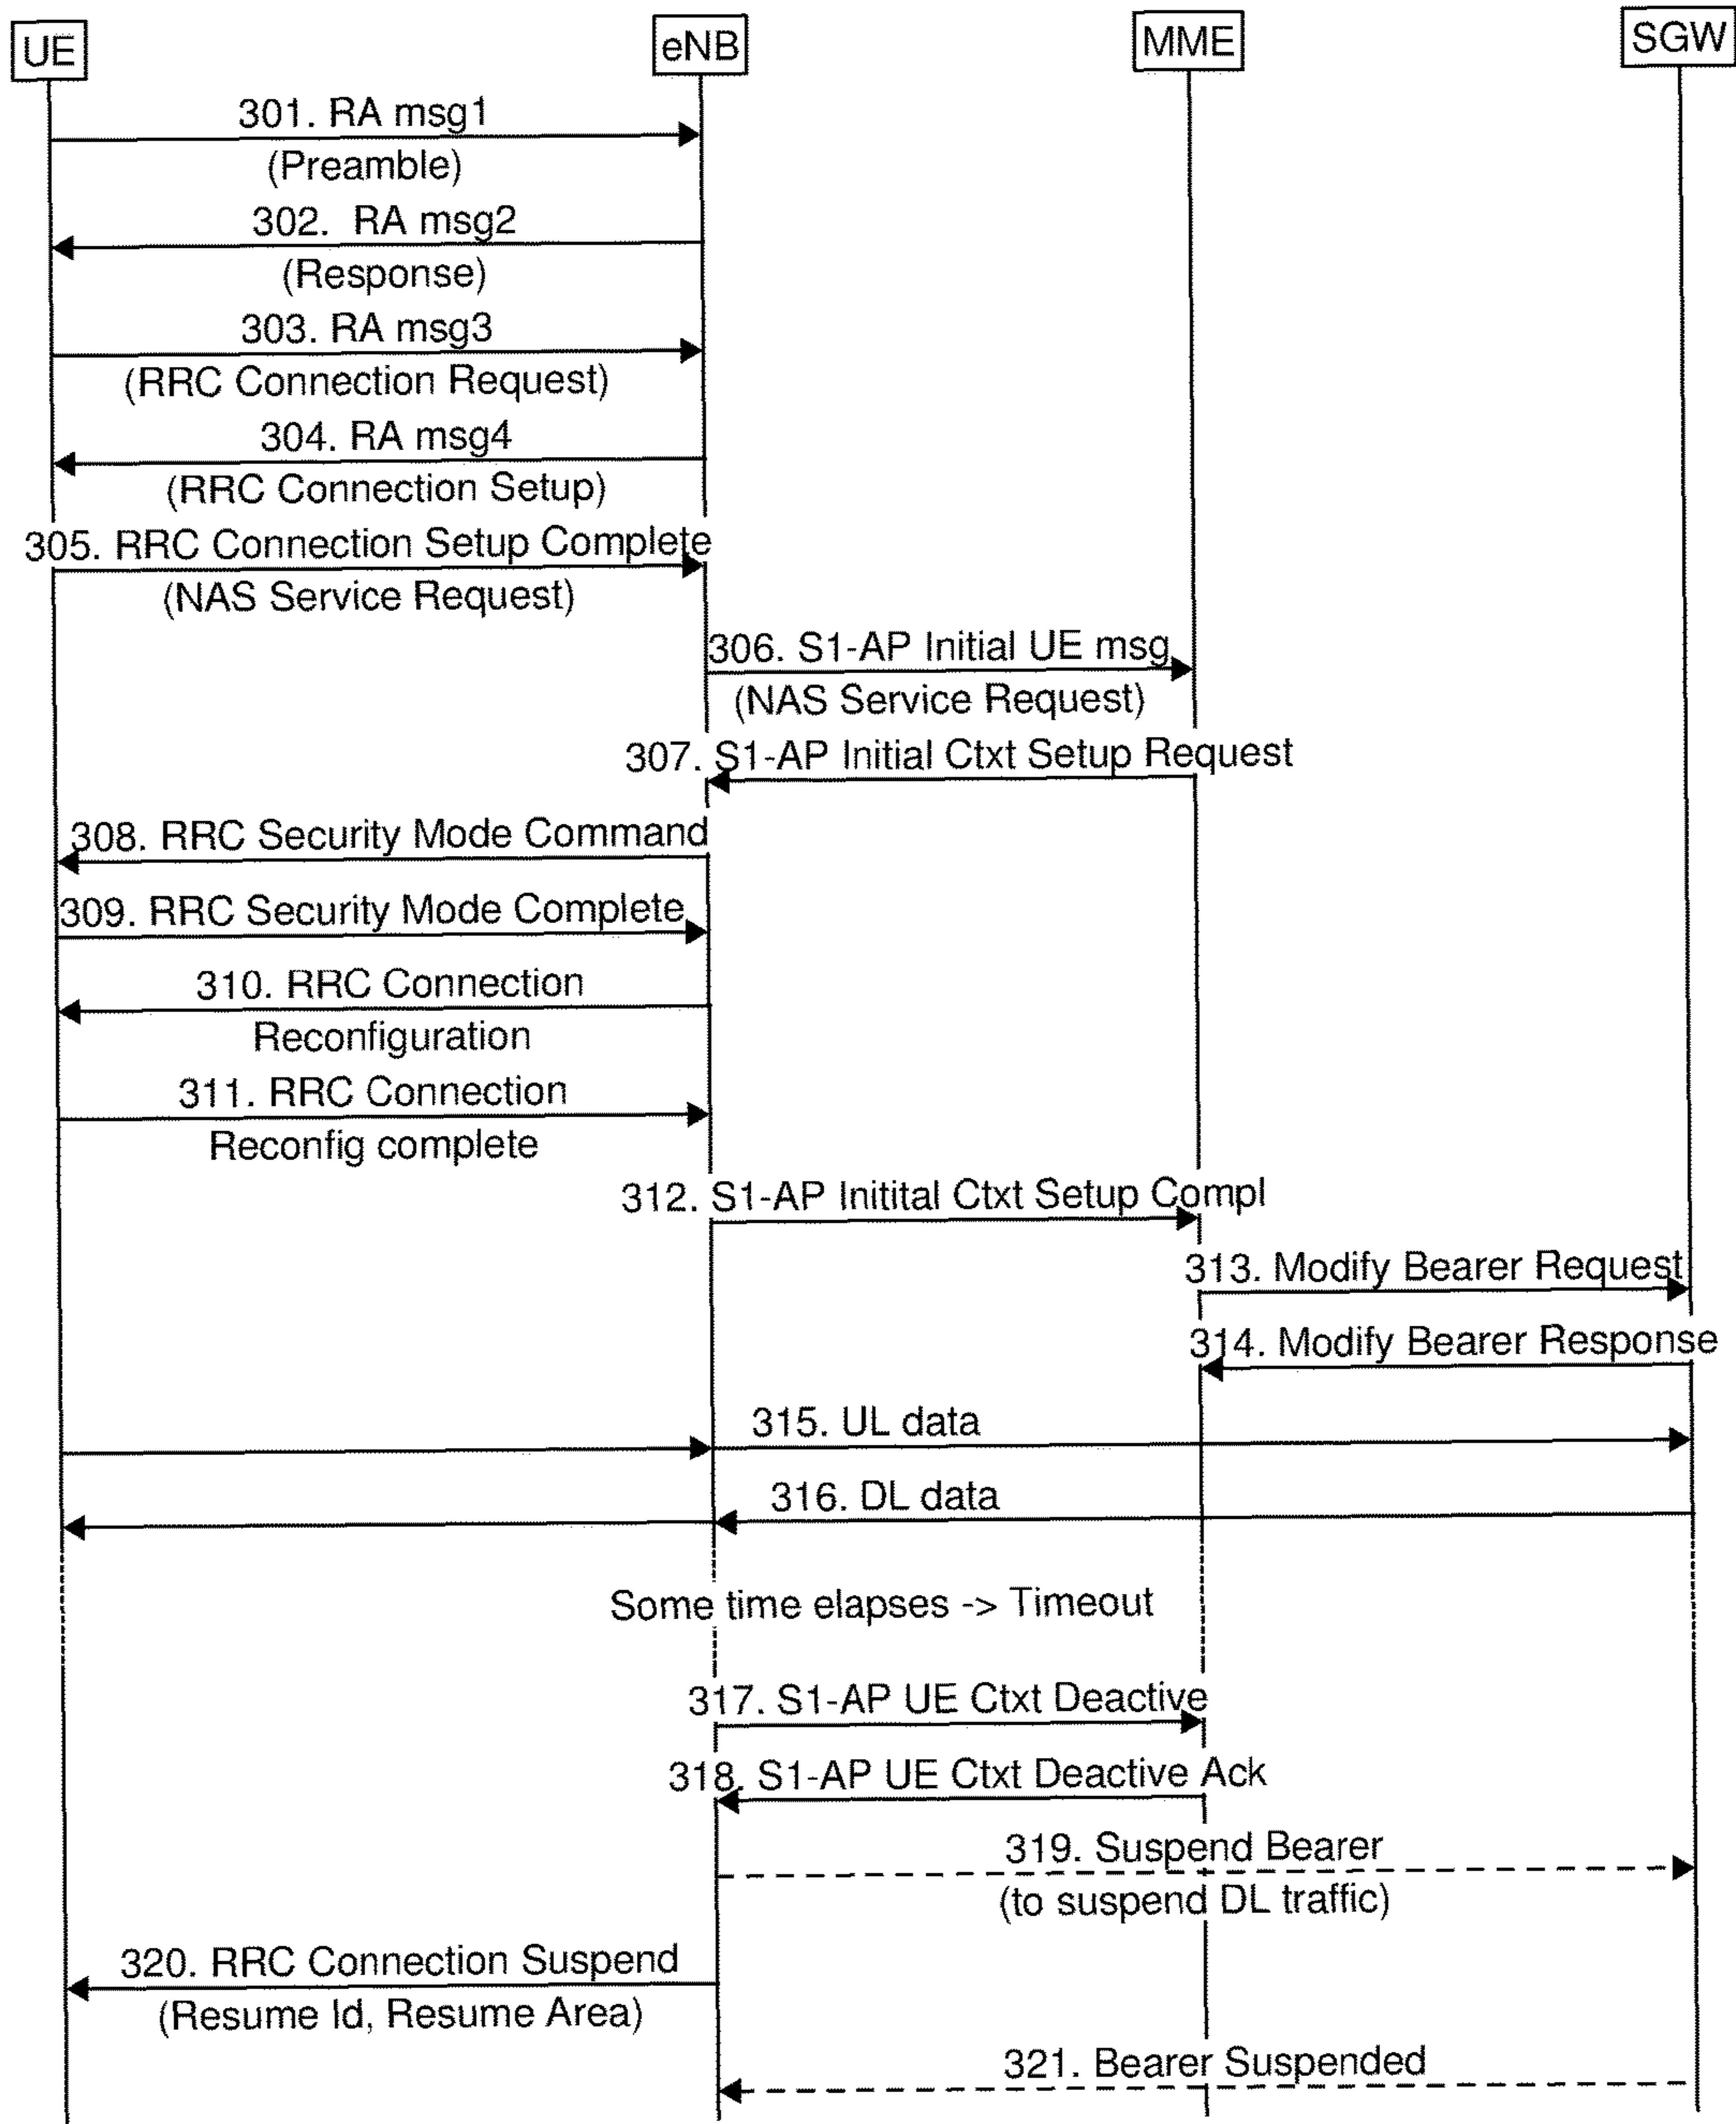 UE eNB MME SGW
301. RA msg1
(Preamble)
302. RA msg2
(Response)
303. RA msg3
(RRC Connection Request)
304. RA msg4
(RRC Connection Setup)
305. RRC Connection Setup Complete
(NAS Service Request)
306. S1-AP Initial UE msg
(NAS Service Request)
307. S1-AP Initial Ctxt Setup Request
308. RRC Security Mode Command
309. RRC Security Mode Complete
310. RRC Connection
Reconfiguration
311. RRC Connection
Reconfig complete
312. S1-AP Initital Ctxt Setup Compl
313. Modify Bearer Request
314. Modify Bearer Response
315. UL data
316. DL data
Some time elapses -> Timeout
317. S1-AP UE Ctxt Deactive
318. S1-AP UE Ctxt Deactive Ack
319. Suspend Bearer
(to suspend DL traffic)
320. RRC Connection Suspend
(Resume Id, Resume Area)
321. Bearer Suspended